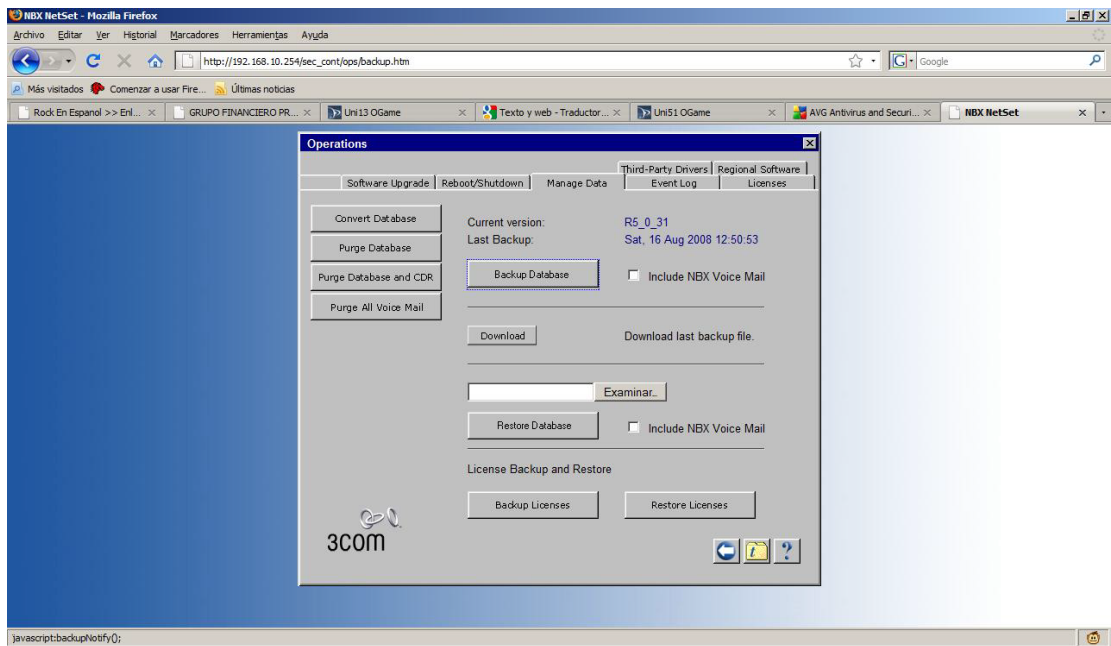 NBX NetSet - Mozilla Firefox
Archivo Editar Ver Historial Marcadores Herramientas Ayuda
http://192.168.10.254/sec_cont/ops/backup.htm
Google
Más visitados Comenzar a usar Fire... Últimas noticias
Rock En Espanol >> Enl... GRUPO FINANCIERO PR... Uni13 OGame Texto y web - Traductor... Uni51 OGame AVG Antivirus and Securi... NBX NetSet
Operations
Third-Party Drivers Regional Software
Software Upgrade Reboot/Shutdown Manage Data Event Log Licenses
Convert Database
Purge Database
Purge Database and CDR
Purge All Voice Mail
Current version: R5_0_31
Last Backup: Sat, 16 Aug 2008 12:50:53
Backup Database Include NBX Voice Mail
Download Download last backup file.
Examinar...
Restore Database Include NBX Voice Mail
License Backup and Restore
Backup Licenses Restore Licenses
3COM
t ?
javascript:backupNotify();